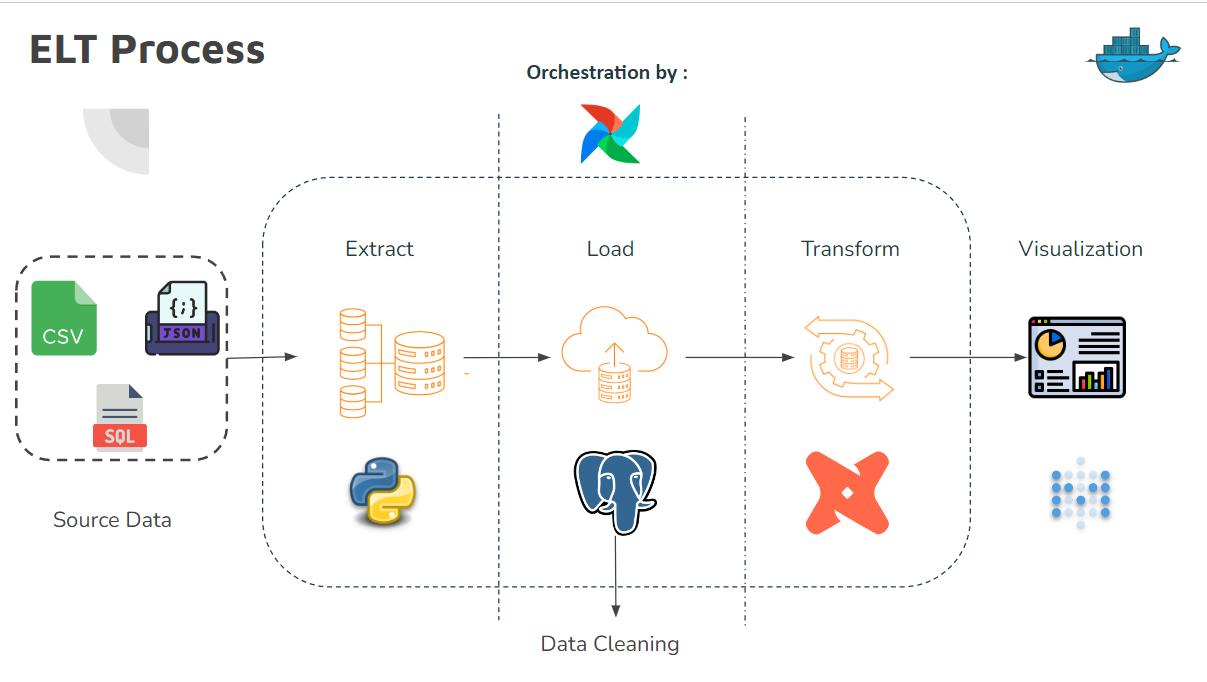 ELT Process
Orchestration by :
Extract
Load
Transform
Visualization
CSV
{;}
JSON
SQL
Source Data
Data Cleaning